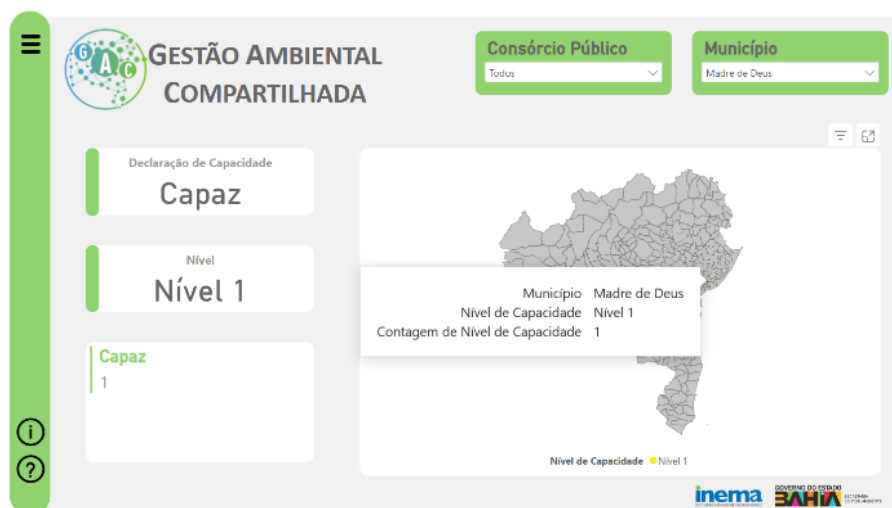 GAC
GESTÃO AMBIENTAL
COMPARTILHADA
Consórcio Público
Todos
Município
Madre de Deus
Declaração de Capacidade
Capaz
Nível
Nível 1
Capaz
1
Município Madre de Deus
Nível de Capacidade Nível 1
Contagem de Nível de Capacidade 1
Nível de Capacidade Nível 1
inema
GOVERNO DO ESTADO
BAHIA